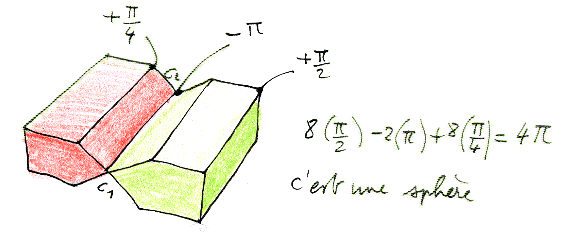 +π/4
-π
+π/2
C₂
C₁
8(π/2) - 2(π) + 8(π/4) = 4π
c'est une sphère